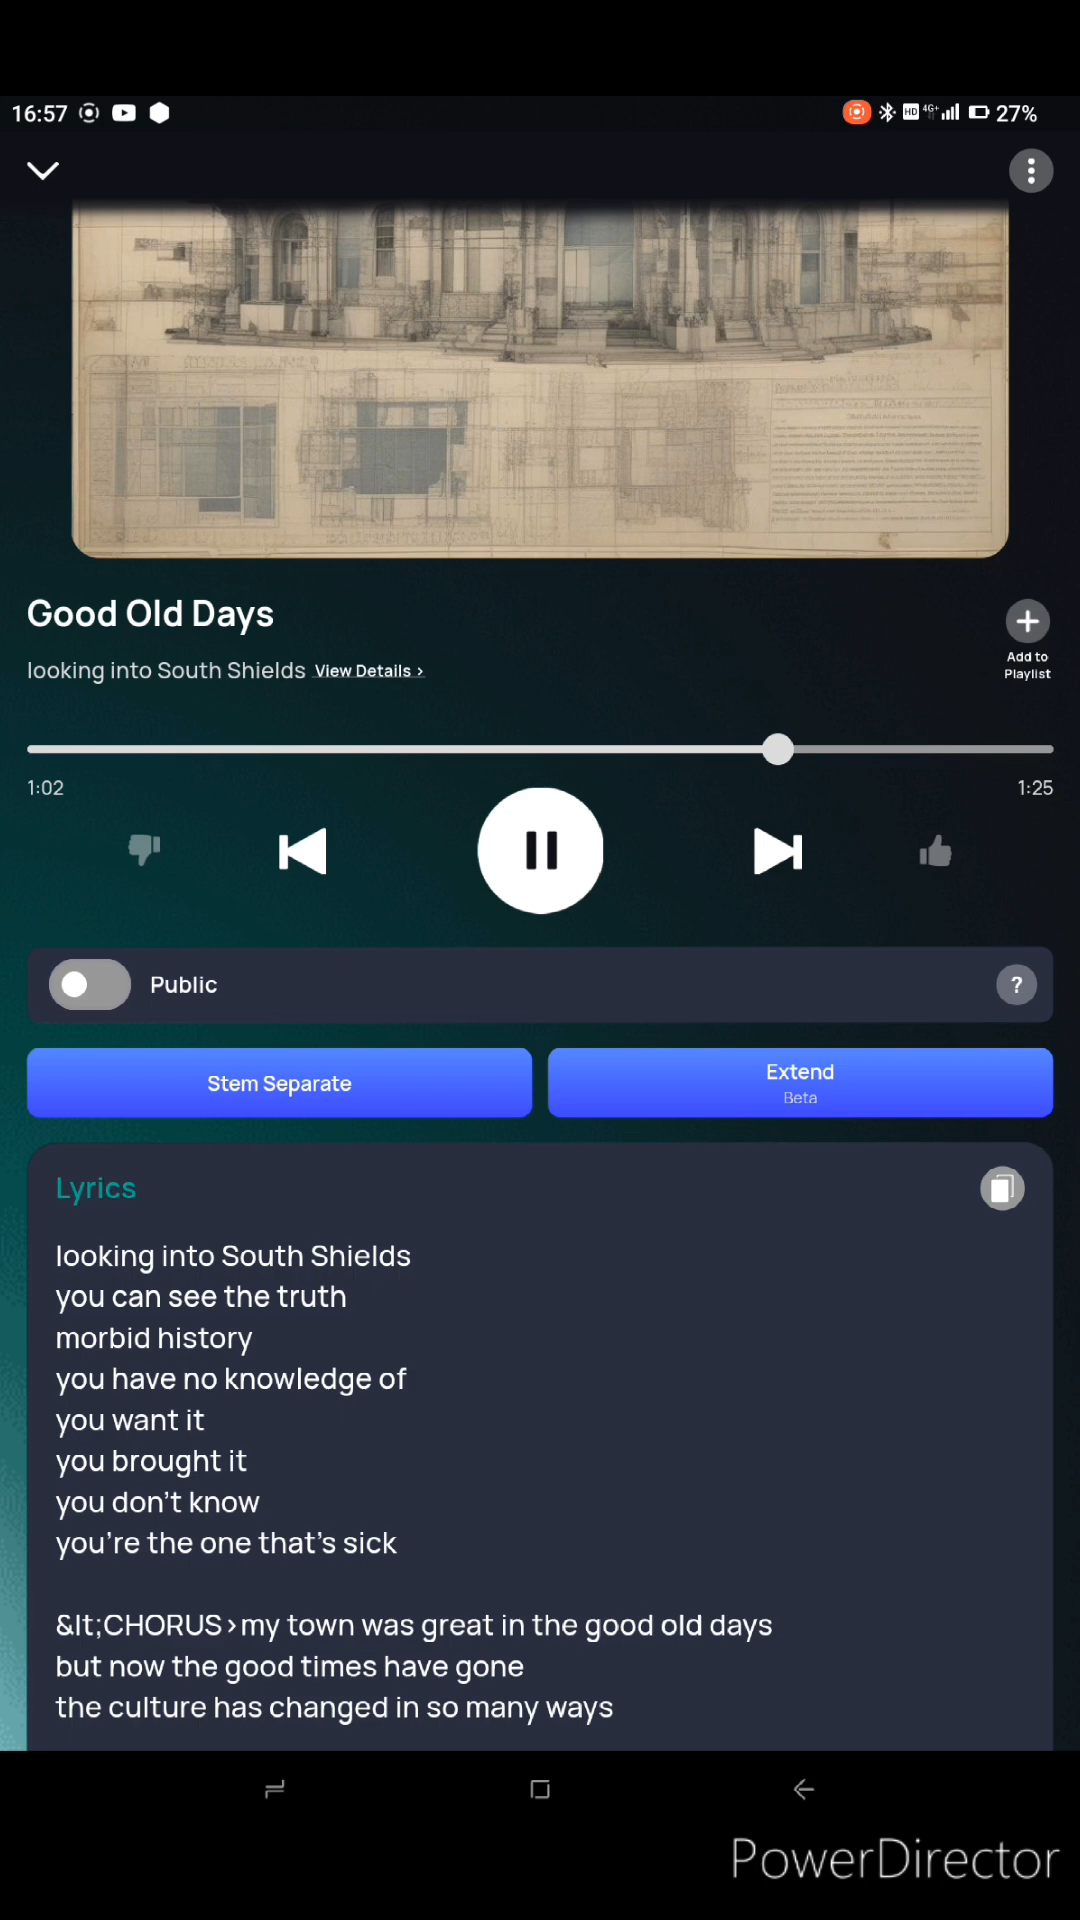 16:57
HD 4G+ 27%
Good Old Days
looking into South Shields View Details >
Add to
Playlist
1:02
1:25
Public
?
Stem Separate
Extend
Beta
Lyrics
looking into South Shields
you can see the truth
morbid history
you have no knowledge of
you want it
you brought it
you don't know
you're the one that's sick
&lt;CHORUS>my town was great in the good old days
but now the good times have gone
the culture has changed in so many ways
PowerDirector